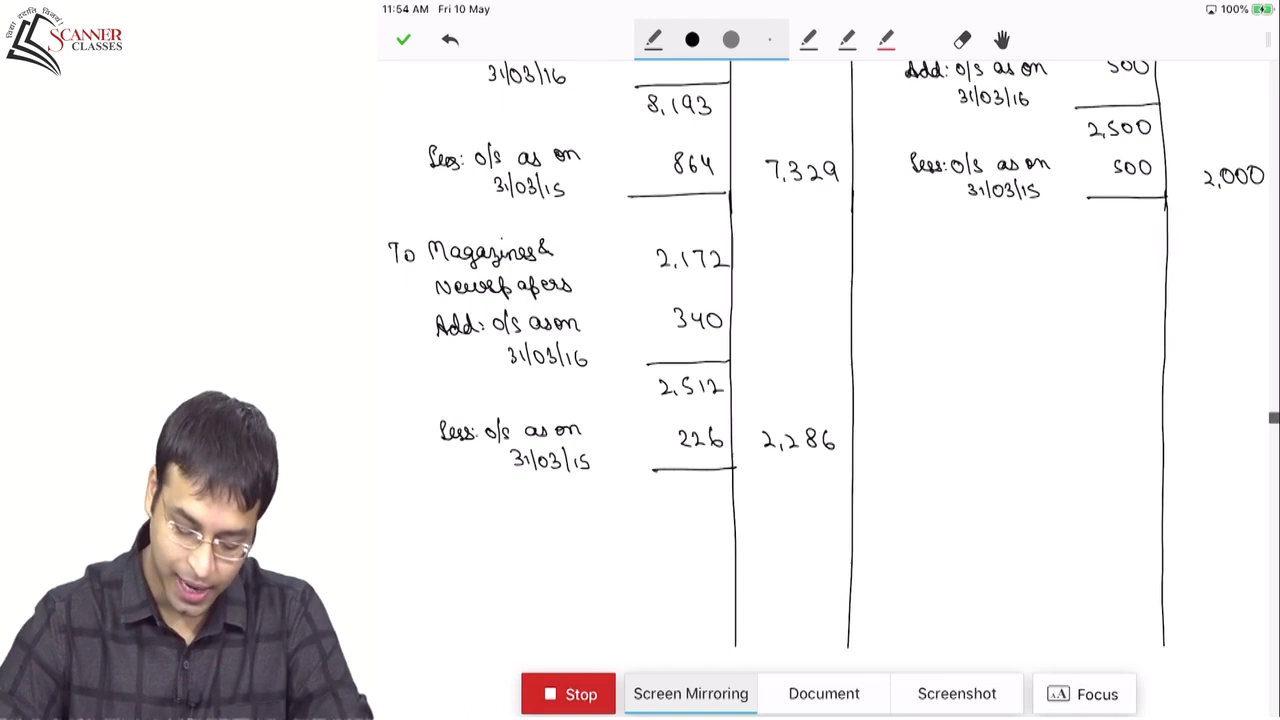 11:54 AM Fri 10 May
100%
विद्या ददाति विनयं।
SCANNER
CLASSES
31/03/16
8,193
Less: o/s as on
31/03/15
864
7,329
To Magazines &
Newspapers
2,172
Add: o/s as on
31/03/16
340
2,512
Less: o/s as on
31/03/15
226
2,286
Add: o/s as on
31/03/16
500
2,500
Less: o/s as on
31/03/15
500
2,000
Stop
Screen Mirroring
Document
Screenshot
AA Focus